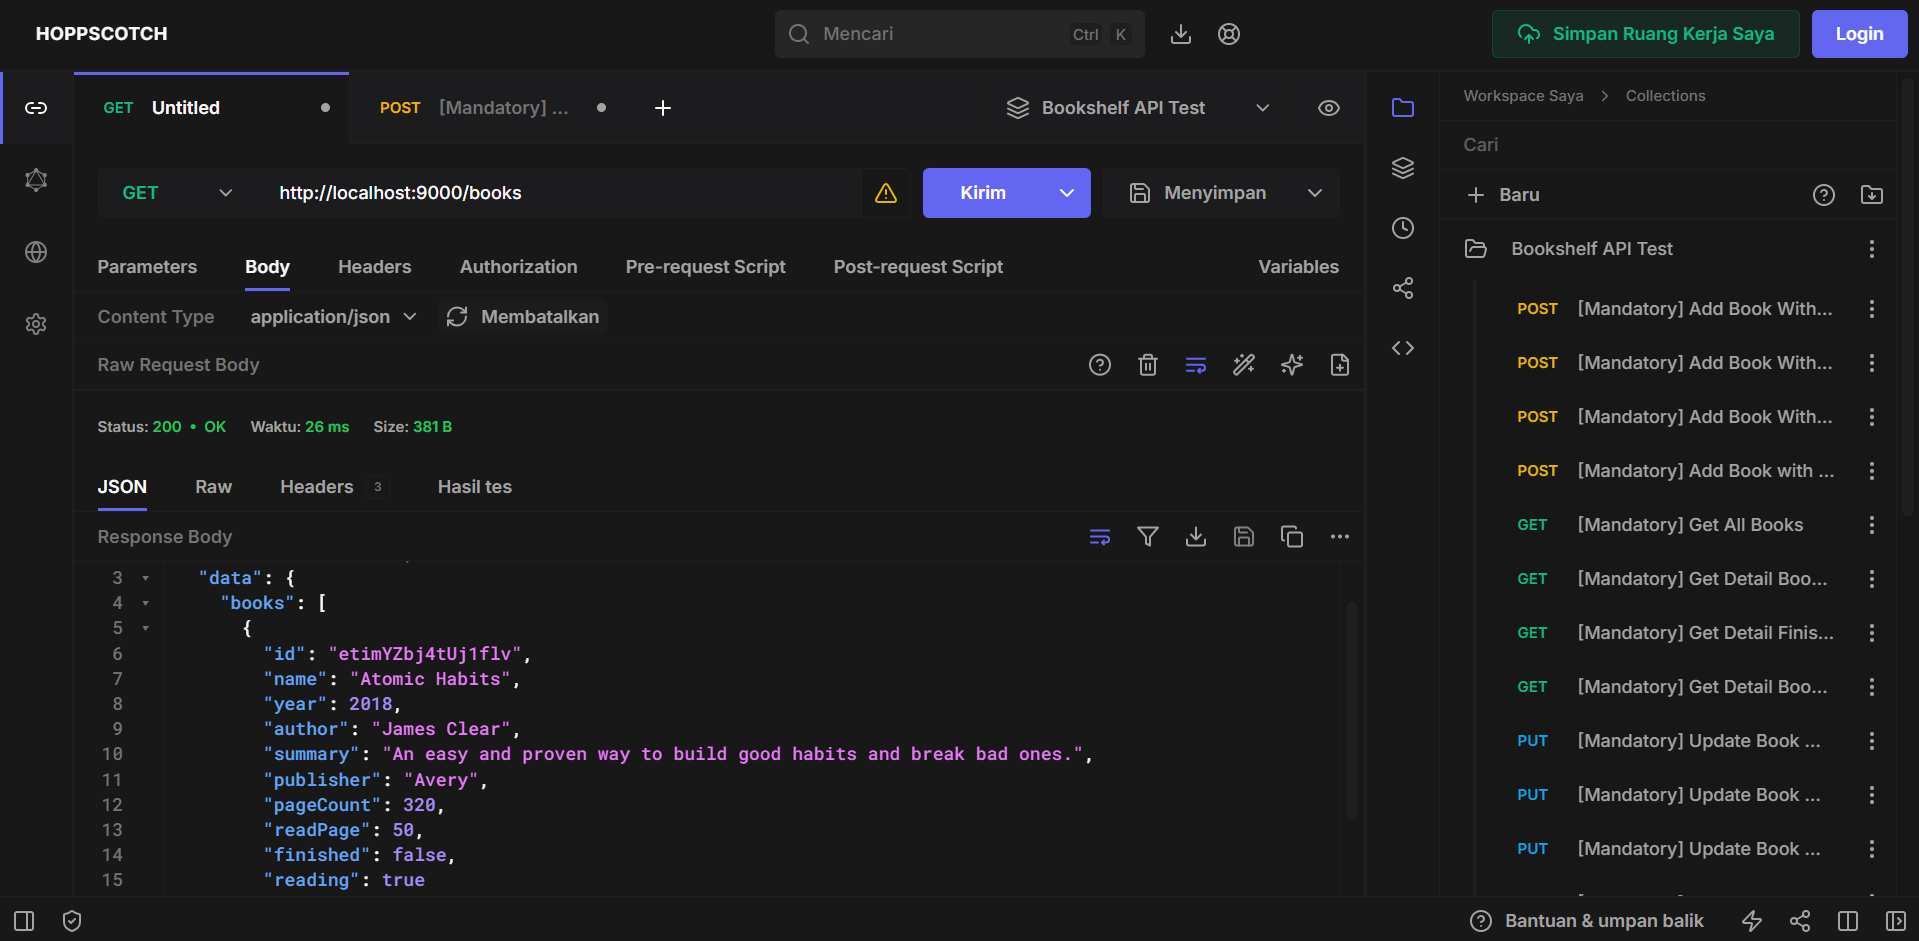 HOPPSCOTCH
Mencari
Ctrl K
Simpan Ruang Kerja Saya
Login
GET Untitled
POST [Mandatory] ...
Bookshelf API Test
GET
http://localhost:9000/books
Kirim
Menyimpan
Parameters
Body
Headers
Authorization
Pre-request Script
Post-request Script
Variables
Content Type
application/json
Membatalkan
Raw Request Body
Status: 200 • OK
Waktu: 26 ms
Size: 381 B
JSON
Raw
Headers 3
Hasil tes
Response Body
3 "data": {
4 "books": [
5 {
6 "id": "etimYZbj4tUj1flv",
7 "name": "Atomic Habits",
8 "year": 2018,
9 "author": "James Clear",
10 "summary": "An easy and proven way to build good habits and break bad ones.",
11 "publisher": "Avery",
12 "pageCount": 320,
13 "readPage": 50,
14 "finished": false,
15 "reading": true
Workspace Saya > Collections
Cari
+ Baru
Bookshelf API Test
POST [Mandatory] Add Book With...
POST [Mandatory] Add Book With...
POST [Mandatory] Add Book With...
POST [Mandatory] Add Book with ...
GET [Mandatory] Get All Books
GET [Mandatory] Get Detail Boo...
GET [Mandatory] Get Detail Finis...
GET [Mandatory] Get Detail Boo...
PUT [Mandatory] Update Book ...
PUT [Mandatory] Update Book ...
PUT [Mandatory] Update Book ...
Bantuan & umpan balik